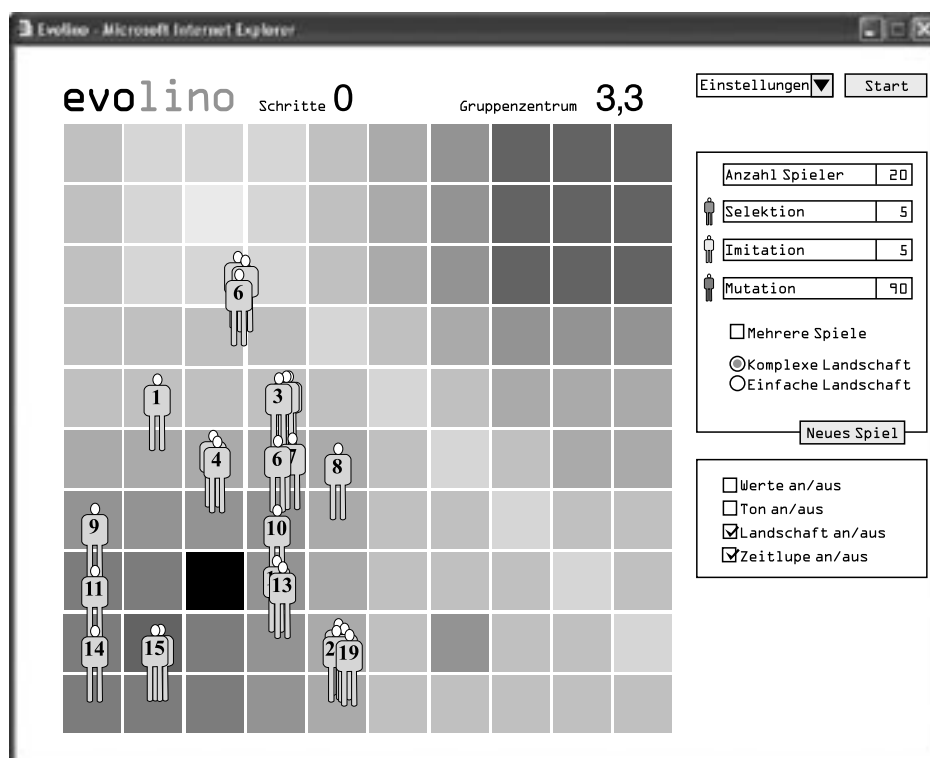 Evolino - Microsoft Internet Explorer
evolino
Schritte 0
Gruppenzentrum 3,3
Einstellungen
Start
Anzahl Spieler 20
Selektion 5
Imitation 5
Mutation 90
Mehrere Spiele
Komplexe Landschaft
Einfache Landschaft
Neues Spiel
Werte an/aus
Ton an/aus
Landschaft an/aus
Zeitlupe an/aus
6
1
3
4
6
7
8
9
10
11
13
14
15
2
19